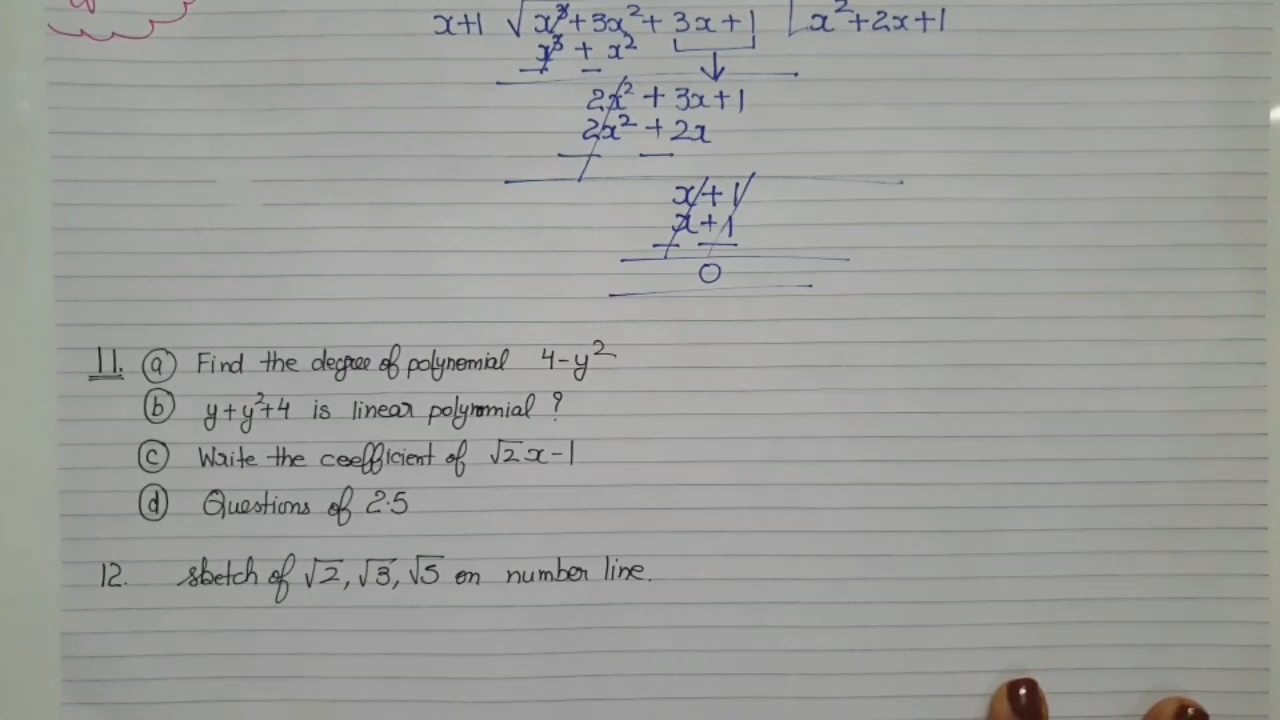 x+1 √x³+3x²+3x+1 ⌊x²+2x+1
x³ + x²
− −
2x² + 3x+1
2x² + 2x
− −
x+1
x+1
− −
0
11. ⓐ Find the degree of polynomial 4-y²
ⓑ y+y²+4 is linear polynomial ?
ⓒ Write the coefficient of √2x-1
ⓓ Questions of 2.5
12. sketch of √2, √3, √5 on number line.